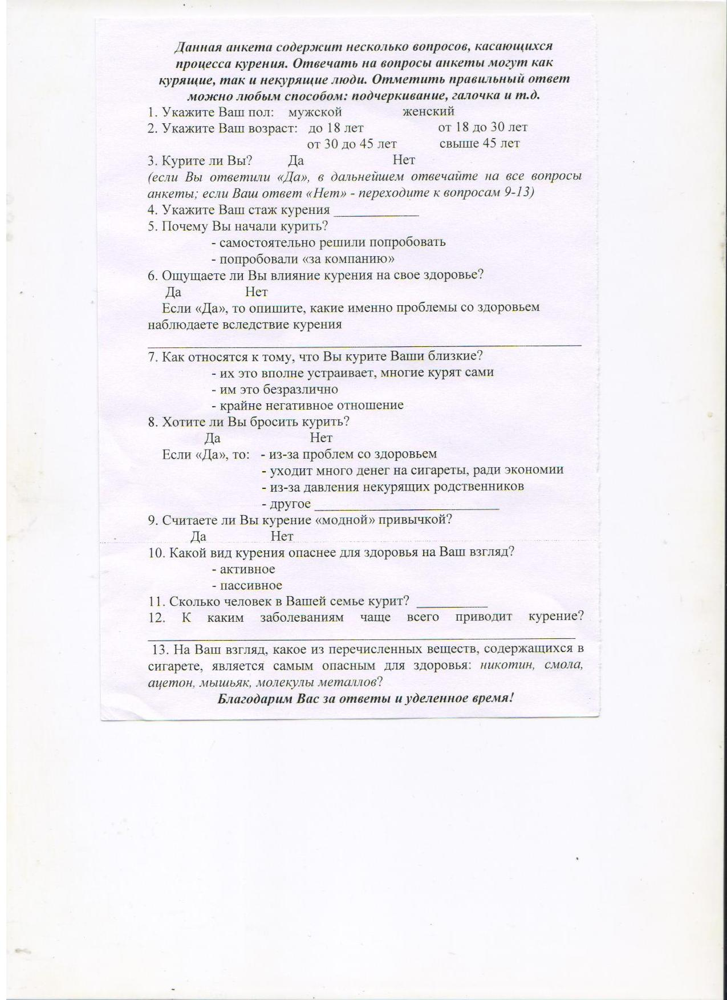 Данная анкета содержит несколько вопросов, касающихся
процесса курения. Отвечать на вопросы анкеты могут как
курящие, так и некурящие люди. Отметить правильный ответ
можно любым способом: подчеркивание, галочка и т.д.
1. Укажите Ваш пол: мужской женский
2. Укажите Ваш возраст: до 18 лет от 18 до 30 лет
от 30 до 45 лет свыше 45 лет
3. Курите ли Вы? Да Нет
(если Вы ответили «Да», в дальнейшем отвечайте на все вопросы
анкеты; если Ваш ответ «Нет» - переходите к вопросам 9-13)
4. Укажите Ваш стаж курения ____________
5. Почему Вы начали курить?
- самостоятельно решили попробовать
- попробовали «за компанию»
6. Ощущаете ли Вы влияние курения на свое здоровье?
Да Нет
Если «Да», то опишите, какие именно проблемы со здоровьем
наблюдаете вследствие курения
_____________________________________________________________
7. Как относятся к тому, что Вы курите Ваши близкие?
- их это вполне устраивает, многие курят сами
- им это безразлично
- крайне негативное отношение
8. Хотите ли Вы бросить курить?
Да Нет
Если «Да», то: - из-за проблем со здоровьем
- уходит много денег на сигареты, ради экономии
- из-за давления некурящих родственников
- другое __________________________
9. Считаете ли Вы курение «модной» привычкой?
Да Нет
10. Какой вид курения опаснее для здоровья на Ваш взгляд?
- активное
- пассивное
11. Сколько человек в Вашей семье курит? __________
12. К каким заболеваниям чаще всего приводит курение?
____________________________________________________________
13. На Ваш взгляд, какое из перечисленных веществ, содержащихся в
сигарете, является самым опасным для здоровья: никотин, смола,
ацетон, мышьяк, молекулы металлов?
Благодарим Вас за ответы и уделенное время!